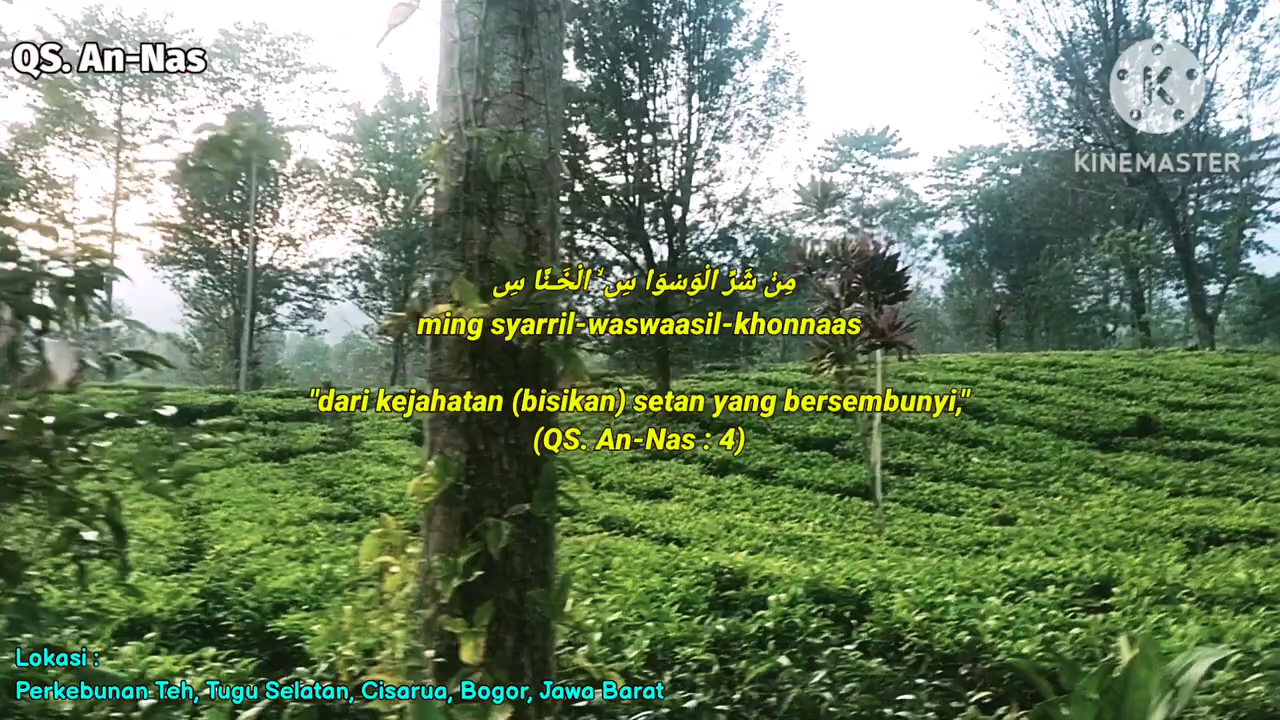 QS. An-Nas
K
KINEMASTER
مِنْ شَرِّ الْوَسْوَا سِ ۙ الْخَـنَّا سِ
ming syarril-waswaasil-khonnaas
"dari kejahatan (bisikan) setan yang bersembunyi,"
(QS. An-Nas : 4)
Lokasi :
Perkebunan Teh, Tugu Selatan, Cisarua, Bogor, Jawa Barat